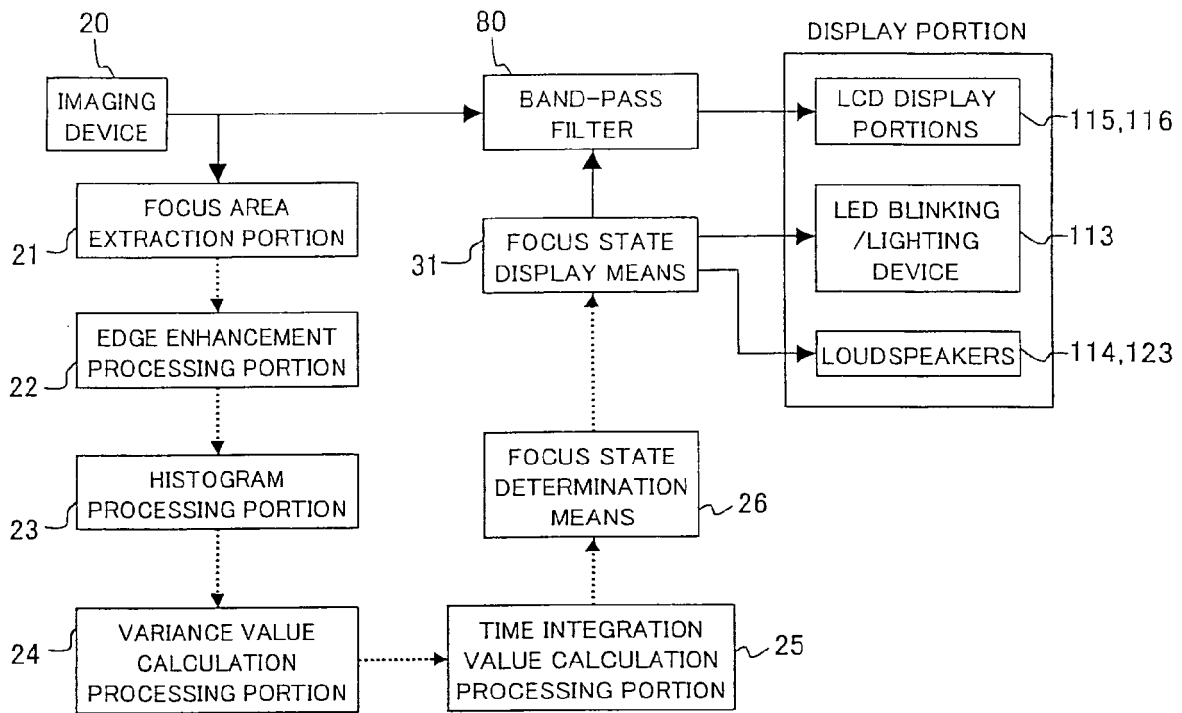 20
IMAGING
DEVICE
80
BAND-PASS
FILTER
DISPLAY PORTION
LCD DISPLAY
PORTIONS
115,116
FOCUS AREA
EXTRACTION PORTION
21
FOCUS STATE
DISPLAY MEANS
31
LED BLINKING
/LIGHTING
DEVICE
113
EDGE ENHANCEMENT
PROCESSING PORTION
22
LOUDSPEAKERS
114,123
HISTOGRAM
PROCESSING PORTION
23
FOCUS STATE
DETERMINATION
MEANS
26
VARIANCE VALUE
CALCULATION
PROCESSING PORTION
24
TIME INTEGRATION
VALUE CALCULATION
PROCESSING PORTION
25